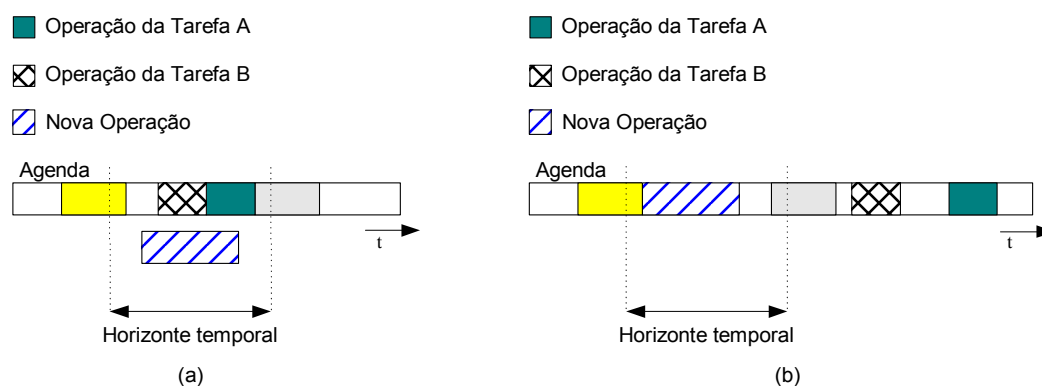 Operação da Tarefa A
Operação da Tarefa B
Nova Operação
Agenda
t
Horizonte temporal
(a)
Operação da Tarefa A
Operação da Tarefa B
Nova Operação
Agenda
t
Horizonte temporal
(b)